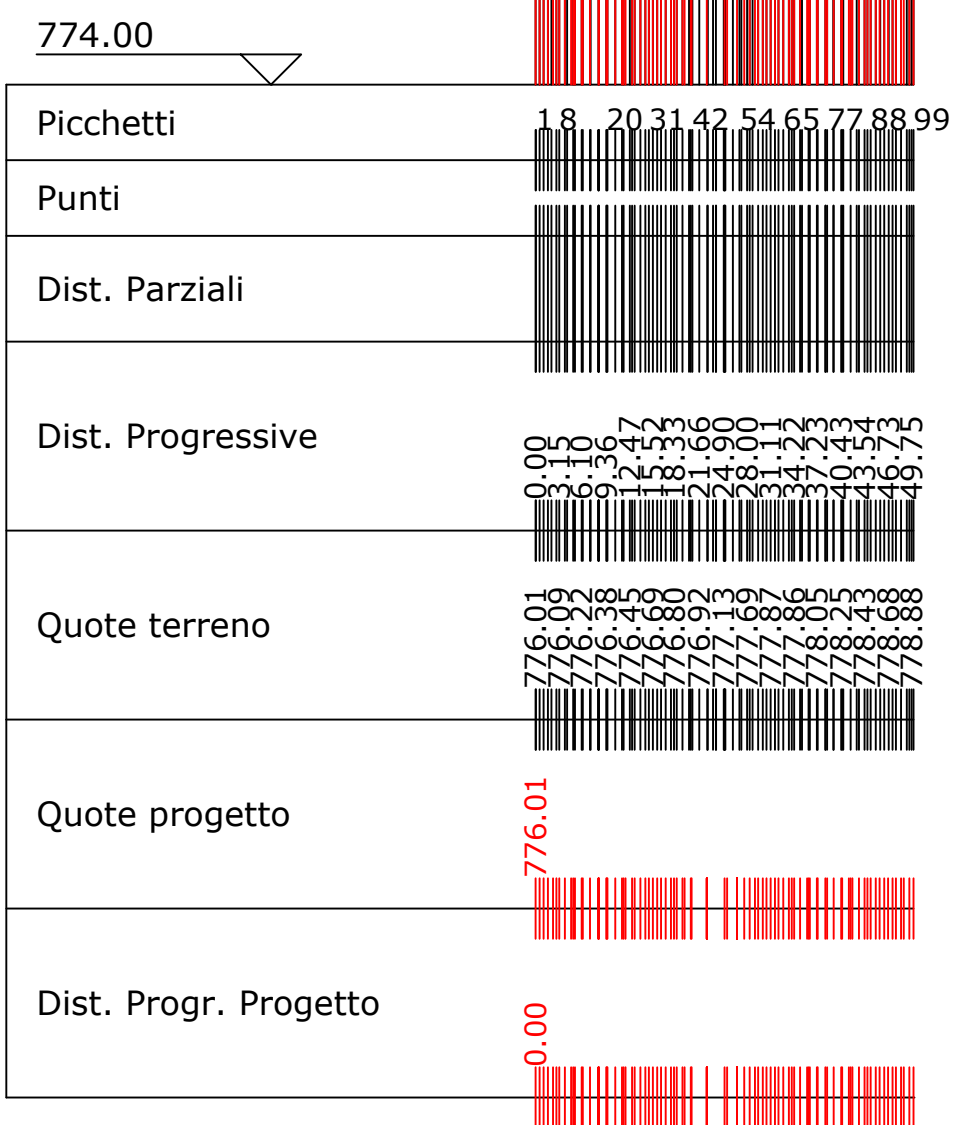 774.00
Picchetti 1 8 20 31 42 54 65 77 88 99
Punti
Dist. Parziali
Dist. Progressive 0.00 3.15 6.10 9.36 12.47 15.52 18.33 21.66 24.90 28.00 31.11 34.22 37.23 40.43 43.54 46.73 49.75
Quote terreno 776.01 776.09 776.22 776.38 776.45 776.69 776.80 776.92 777.13 777.69 777.87 777.86 778.05 778.25 778.43 778.68 778.88
Quote progetto 776.01
Dist. Progr. Progetto 0.00